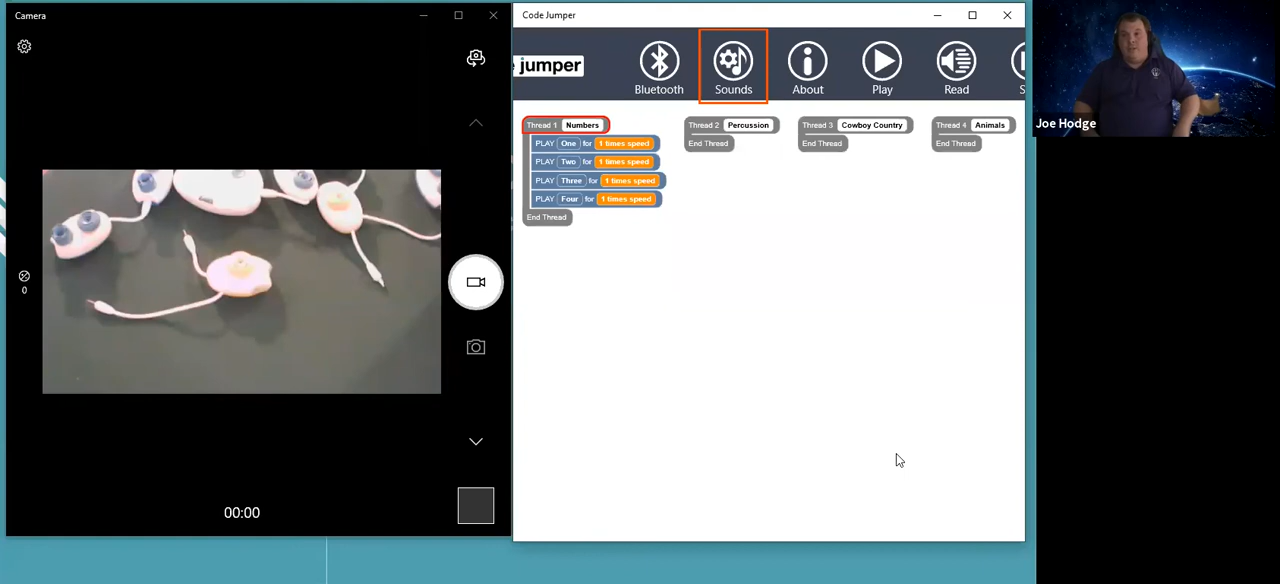 Camera
0
00:00
Code Jumper
e jumper
Bluetooth
Sounds
About
Play
Read
S
Thread 1 Numbers
PLAY One for 1 times speed
PLAY Two for 1 times speed
PLAY Three for 1 times speed
PLAY Four for 1 times speed
End Thread
Thread 2 Percussion
End Thread
Thread 3 Cowboy Country
End Thread
Thread 4 Animals
End Thread
Joe Hodge